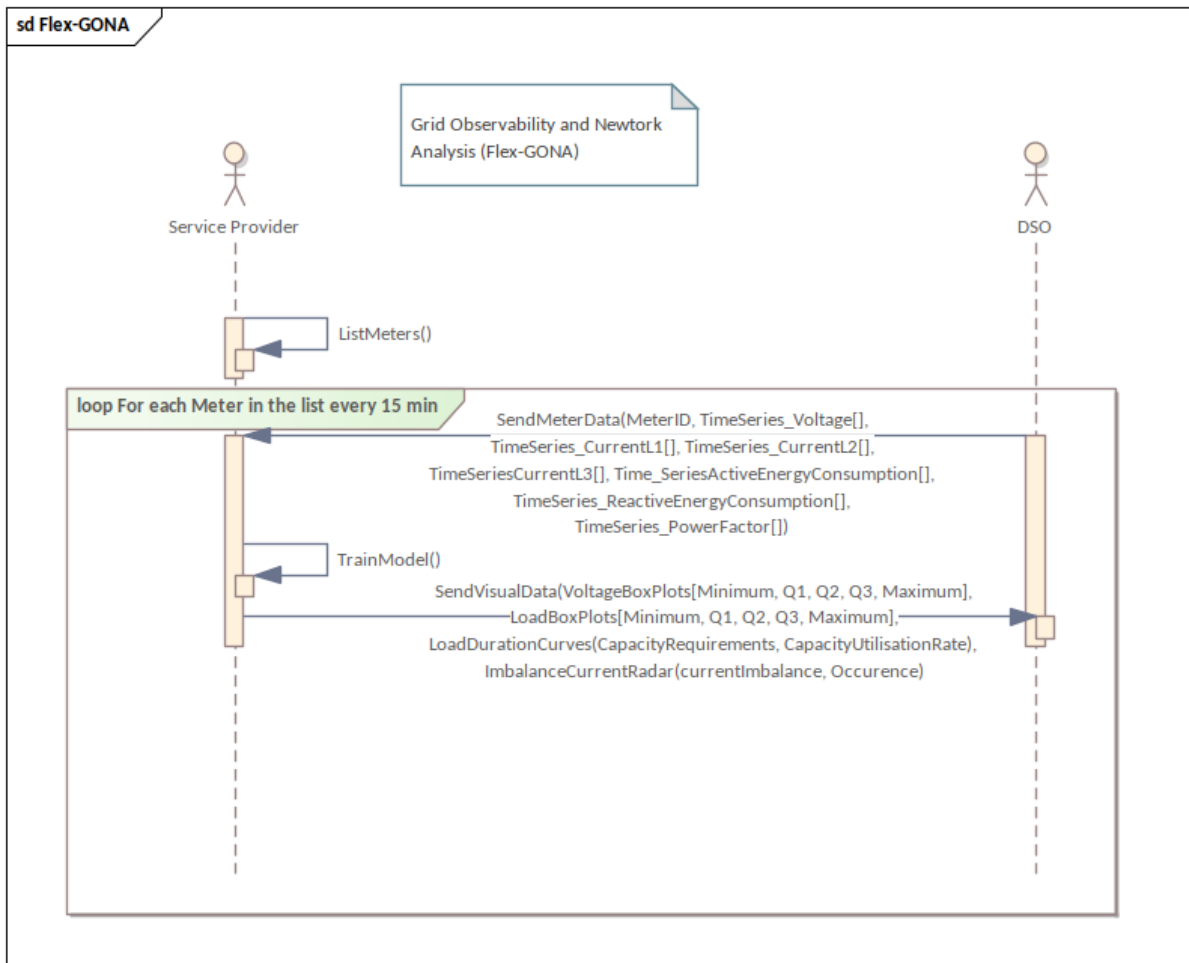 sd Flex-GONA
Grid Observability and Newtork
Analysis (Flex-GONA)
Service Provider
DSO
ListMeters()
loop For each Meter in the list every 15 min
SendMeterData(MeterID, TimeSeries_Voltage[],
TimeSeries_CurrentL1[], TimeSeries_CurrentL2[],
TimeSeriesCurrentL3[], Time_SeriesActiveEnergyConsumption[],
TimeSeries_ReactiveEnergyConsumption[],
TimeSeries_PowerFactor[])
TrainModel()
SendVisualData(VoltageBoxPlots[Minimum, Q1, Q2, Q3, Maximum],
LoadBoxPlots[Minimum, Q1, Q2, Q3, Maximum],
LoadDurationCurves(CapacityRequirements, CapacityUtilisationRate),
ImbalanceCurrentRadar(currentImbalance, Occurence)